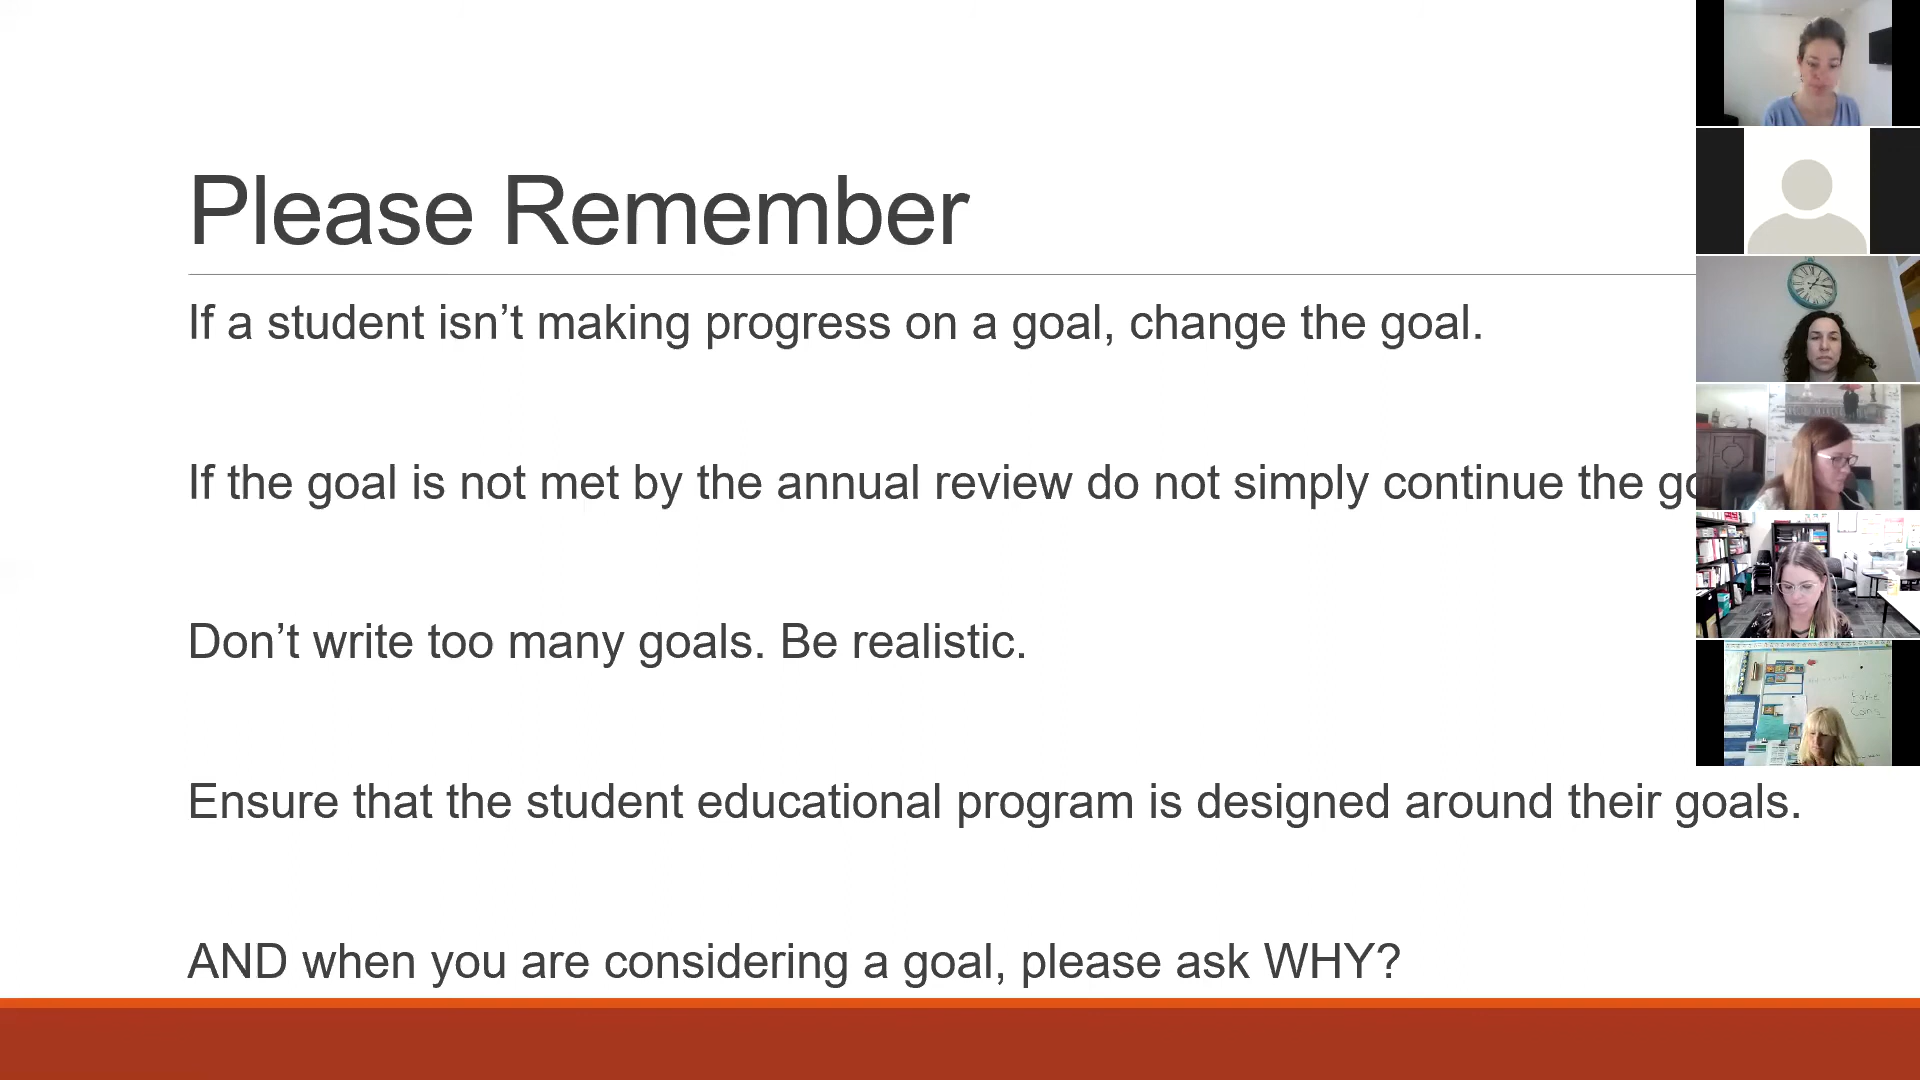 Please Remember
If a student isn’t making progress on a goal, change the goal.
If the goal is not met by the annual review do not simply continue the
Don’t write too many goals. Be realistic.
Ensure that the student educational program is designed around their goals.
AND when you are considering a goal, please ask WHY?